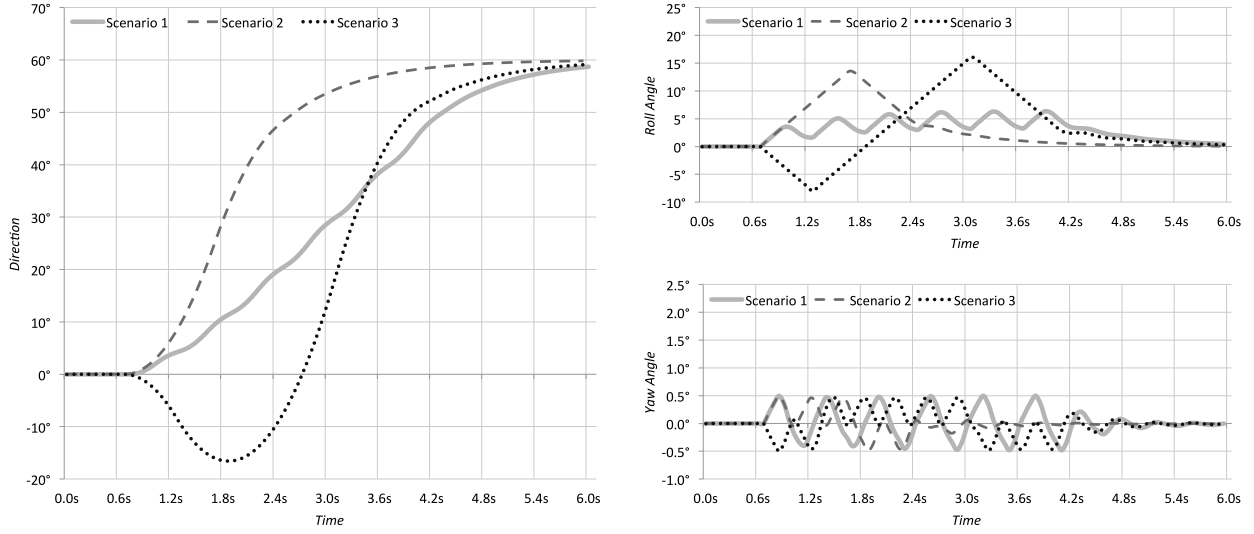 70°
60°
50°
40°
30°
20°
10°
0°
-10°
-20°
Direction
Scenario 1 Scenario 2 Scenario 3
0.0s 0.6s 1.2s 1.8s 2.4s 3.0s 3.6s 4.2s 4.8s 5.4s 6.0s
Time
25°
20°
15°
10°
5°
0°
-5°
-10°
Roll Angle
Scenario 1 Scenario 2 Scenario 3
0.0s 0.6s 1.2s 1.8s 2.4s 3.0s 3.6s 4.2s 4.8s 5.4s 6.0s
Time
2.5°
2.0°
1.5°
1.0°
0.5°
0.0°
-0.5°
-1.0°
Yaw Angle
Scenario 1 Scenario 2 Scenario 3
0.0s 0.6s 1.2s 1.8s 2.4s 3.0s 3.6s 4.2s 4.8s 5.4s 6.0s
Time